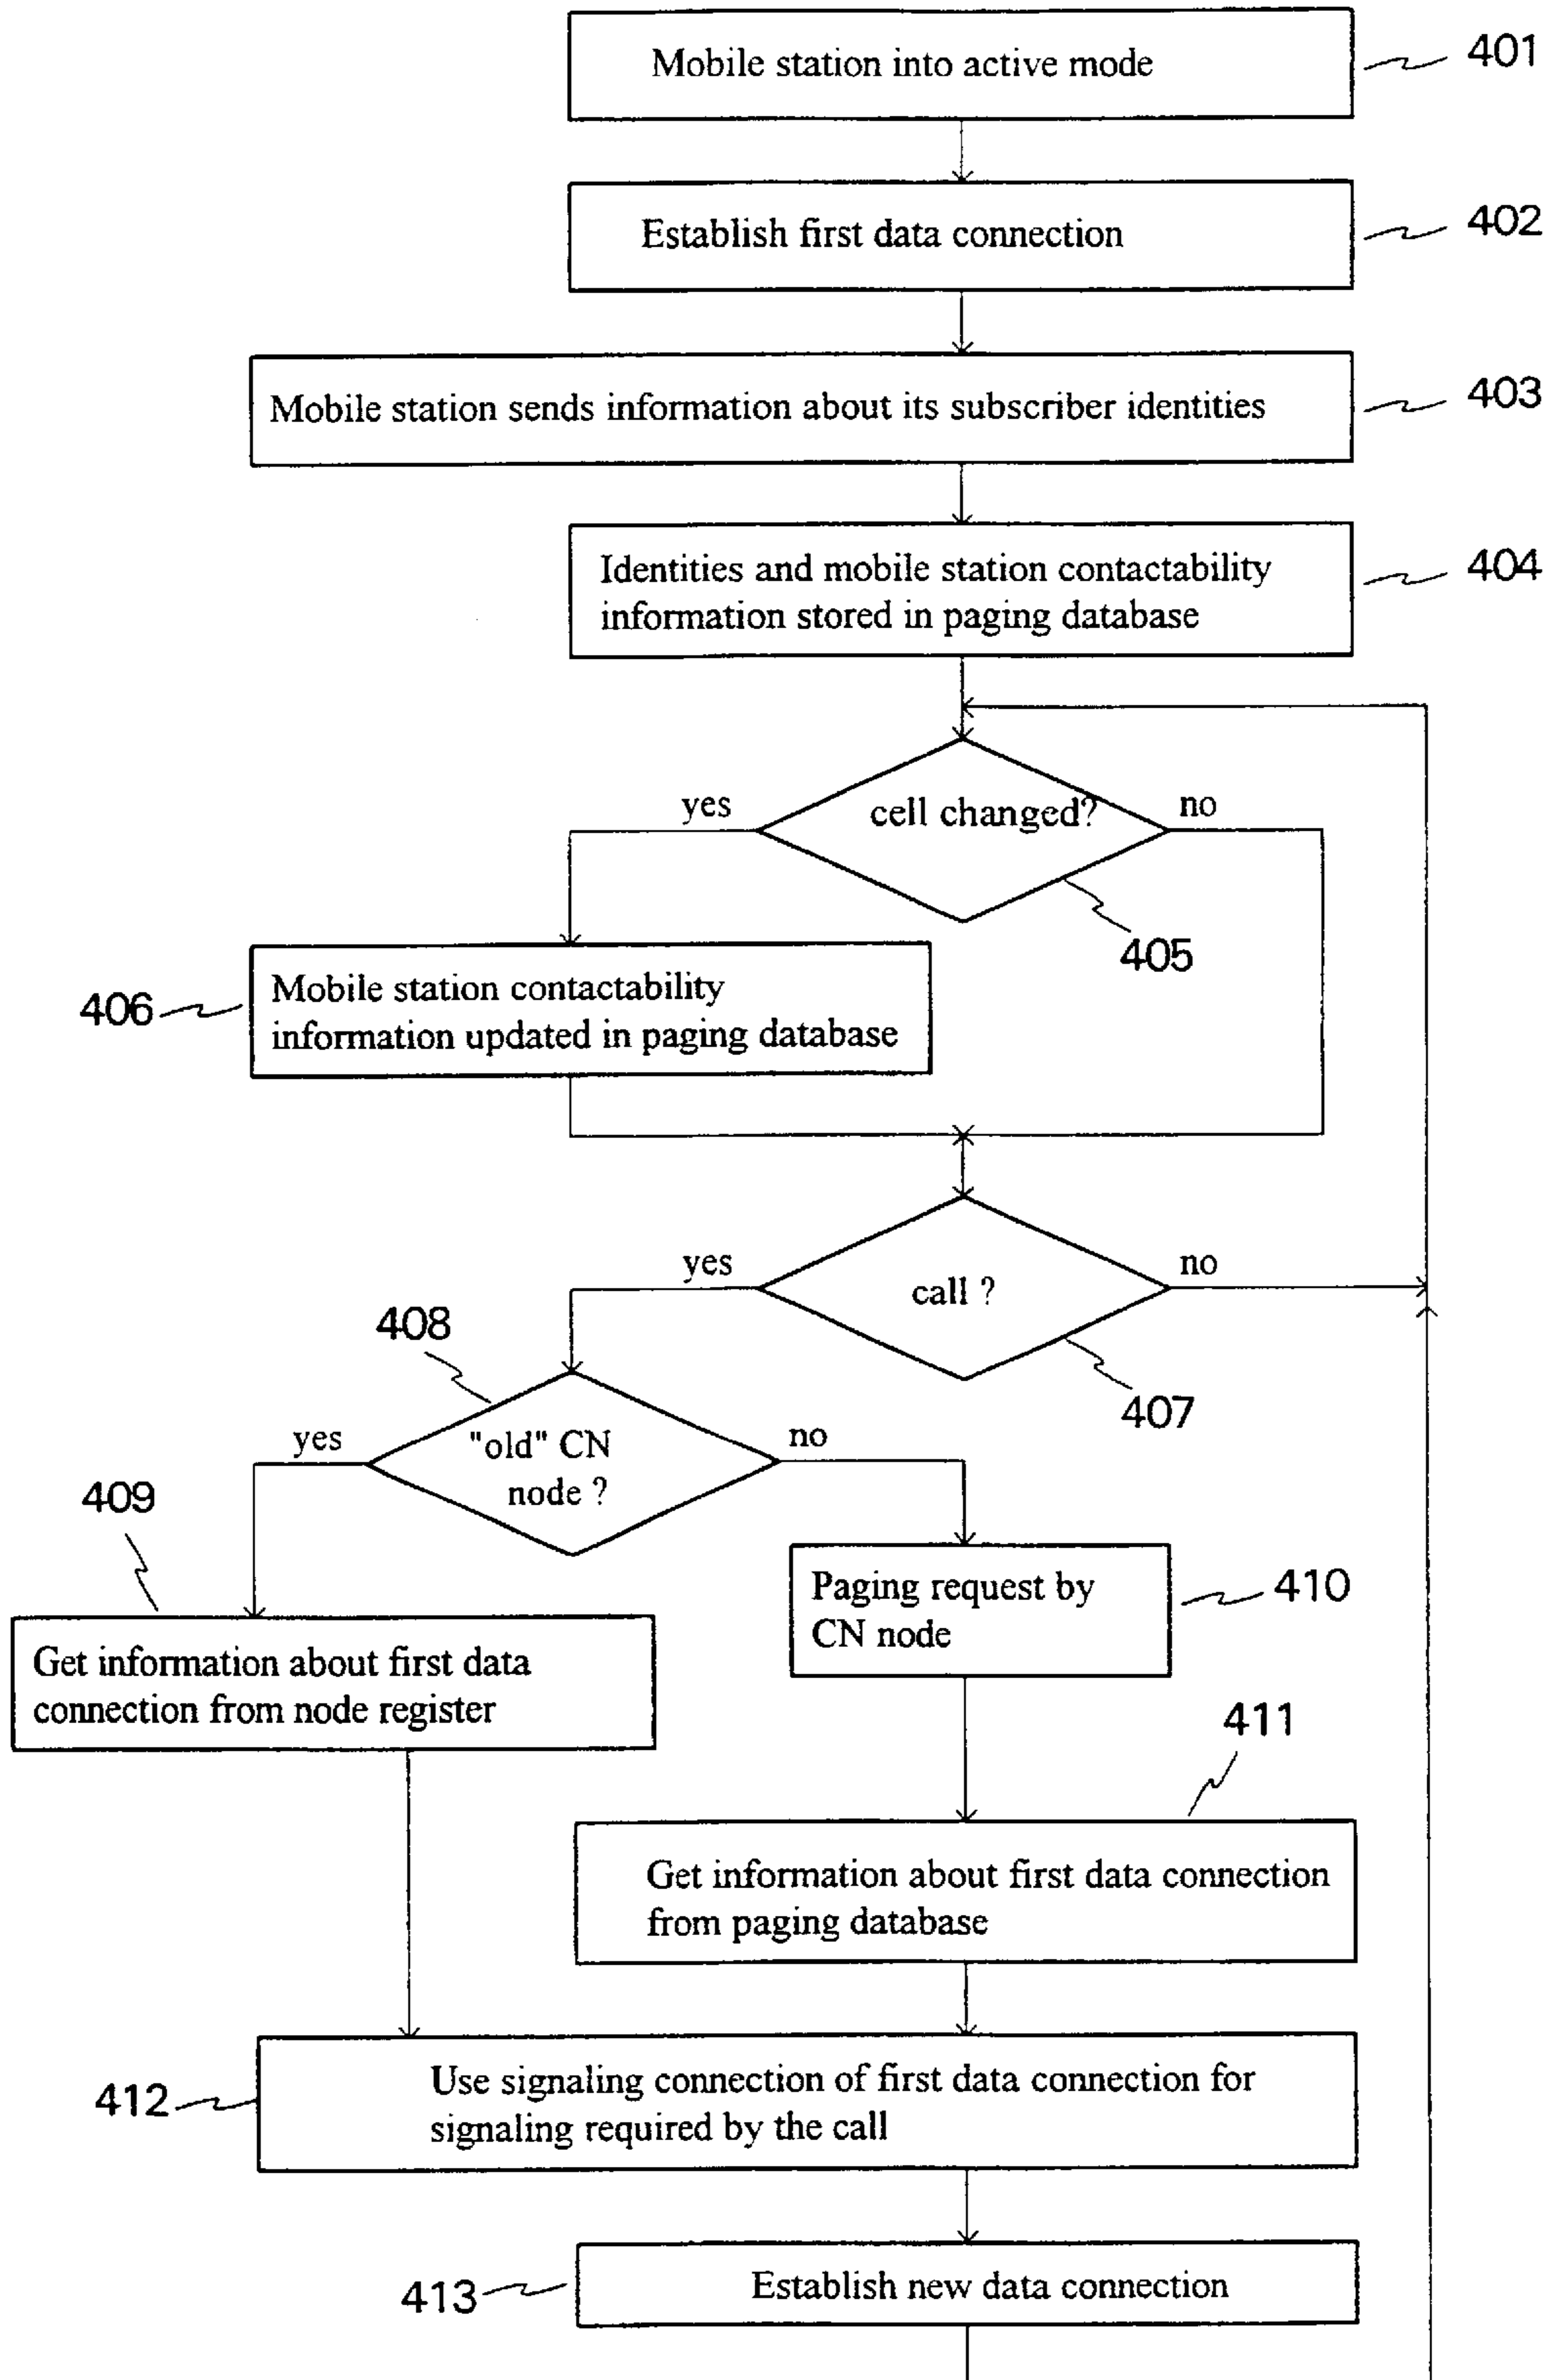 Mobile station into active mode
401
Establish first data connection
402
Mobile station sends information about its subscriber identities
403
Identities and mobile station contactability
information stored in paging database
404
cell changed?
yes
no
405
Mobile station contactability
information updated in paging database
406
call ?
yes
no
407
408
"old" CN
node ?
yes
no
409
Get information about first data
connection from node register
Paging request by
CN node
410
411
Get information about first data connection
from paging database
412
Use signaling connection of first data connection for
signaling required by the call
413
Establish new data connection